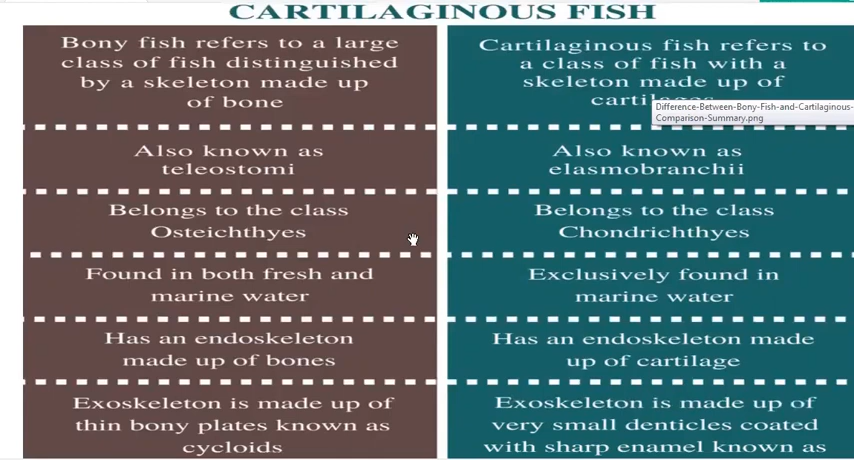 CARTILAGINOUS FISH
Bony fish refers to a large
class of fish distinguished
by a skeleton made up
of bone
Cartilaginous fish refers to
a class of fish with a
skeleton made up of
cartilages
Difference-Between-Bony-Fish-and-Cartilaginous-
Comparison-Summary.png
Also known as
teleostomi
Also known as
elasmobranchii
Belongs to the class
Osteichthyes
Belongs to the class
Chondrichthyes
Found in both fresh and
marine water
Exclusively found in
marine water
Has an endoskeleton
made up of bones
Has an endoskeleton made
up of cartilage
Exoskeleton is made up of
thin bony plates known as
cycloids
Exoskeleton is made up of
very small denticles coated
with sharp enamel known as